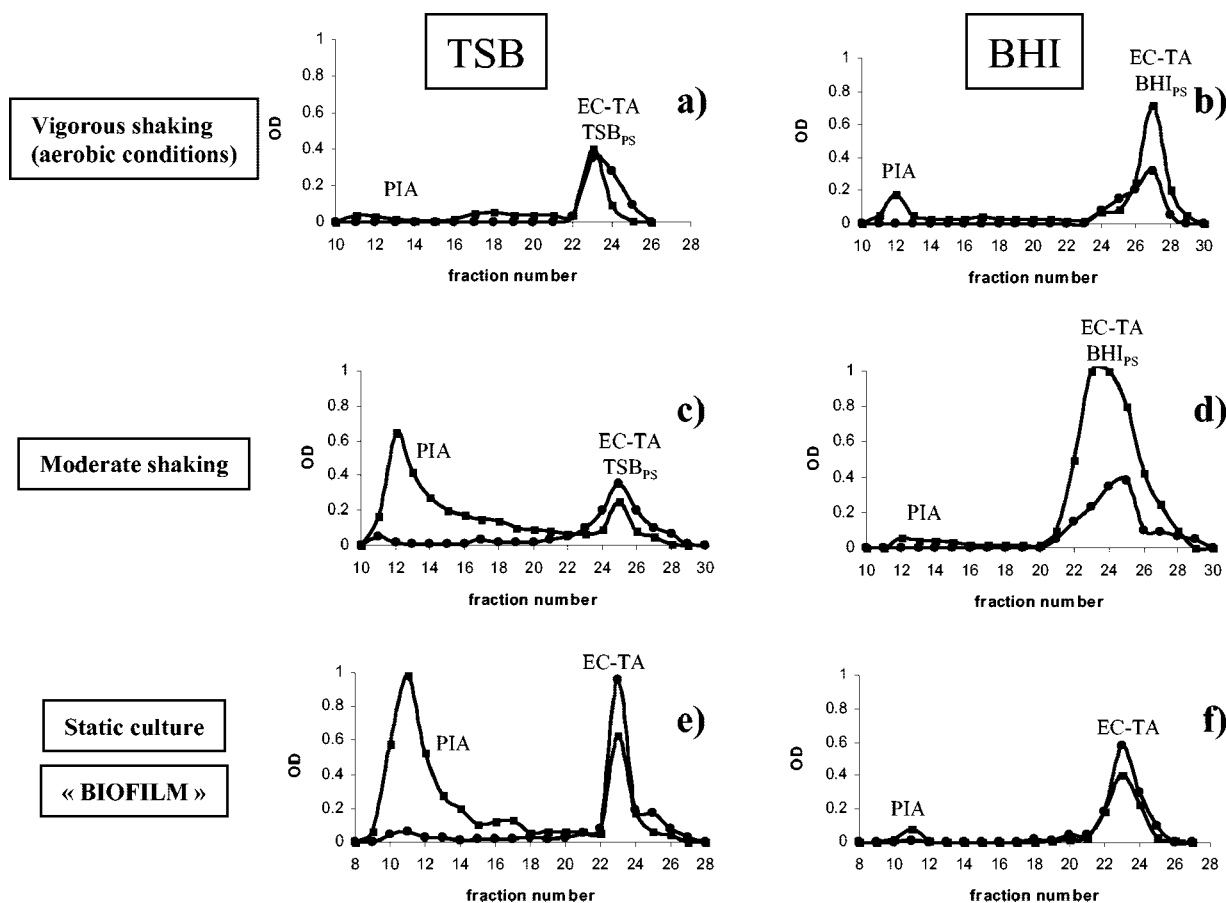 TSB
BHI
Vigorous shaking
(aerobic conditions)
a)
OD
1
0.8
0.6
0.4
0.2
0
PIA
EC-TA
TSBPS
10 12 14 16 18 20 22 24 26 28
fraction number
b)
OD
1
0.8
0.6
0.4
0.2
0
PIA
EC-TA
BHIPS
10 12 14 16 18 20 22 24 26 28 30
fraction number
Moderate shaking
c)
OD
1
0.8
0.6
0.4
0.2
0
PIA
EC-TA
TSBPS
10 12 14 16 18 20 22 24 26 28 30
fraction number
d)
OD
1
0.8
0.6
0.4
0.2
0
PIA
EC-TA
BHIPS
10 12 14 16 18 20 22 24 26 28 30
fraction number
Static culture
« BIOFILM »
e)
OD
1
0.8
0.6
0.4
0.2
0
PIA
EC-TA
8 10 12 14 16 18 20 22 24 26 28
fraction number
f)
OD
1
0.8
0.6
0.4
0.2
0
PIA
EC-TA
8 10 12 14 16 18 20 22 24 26 28
fraction number